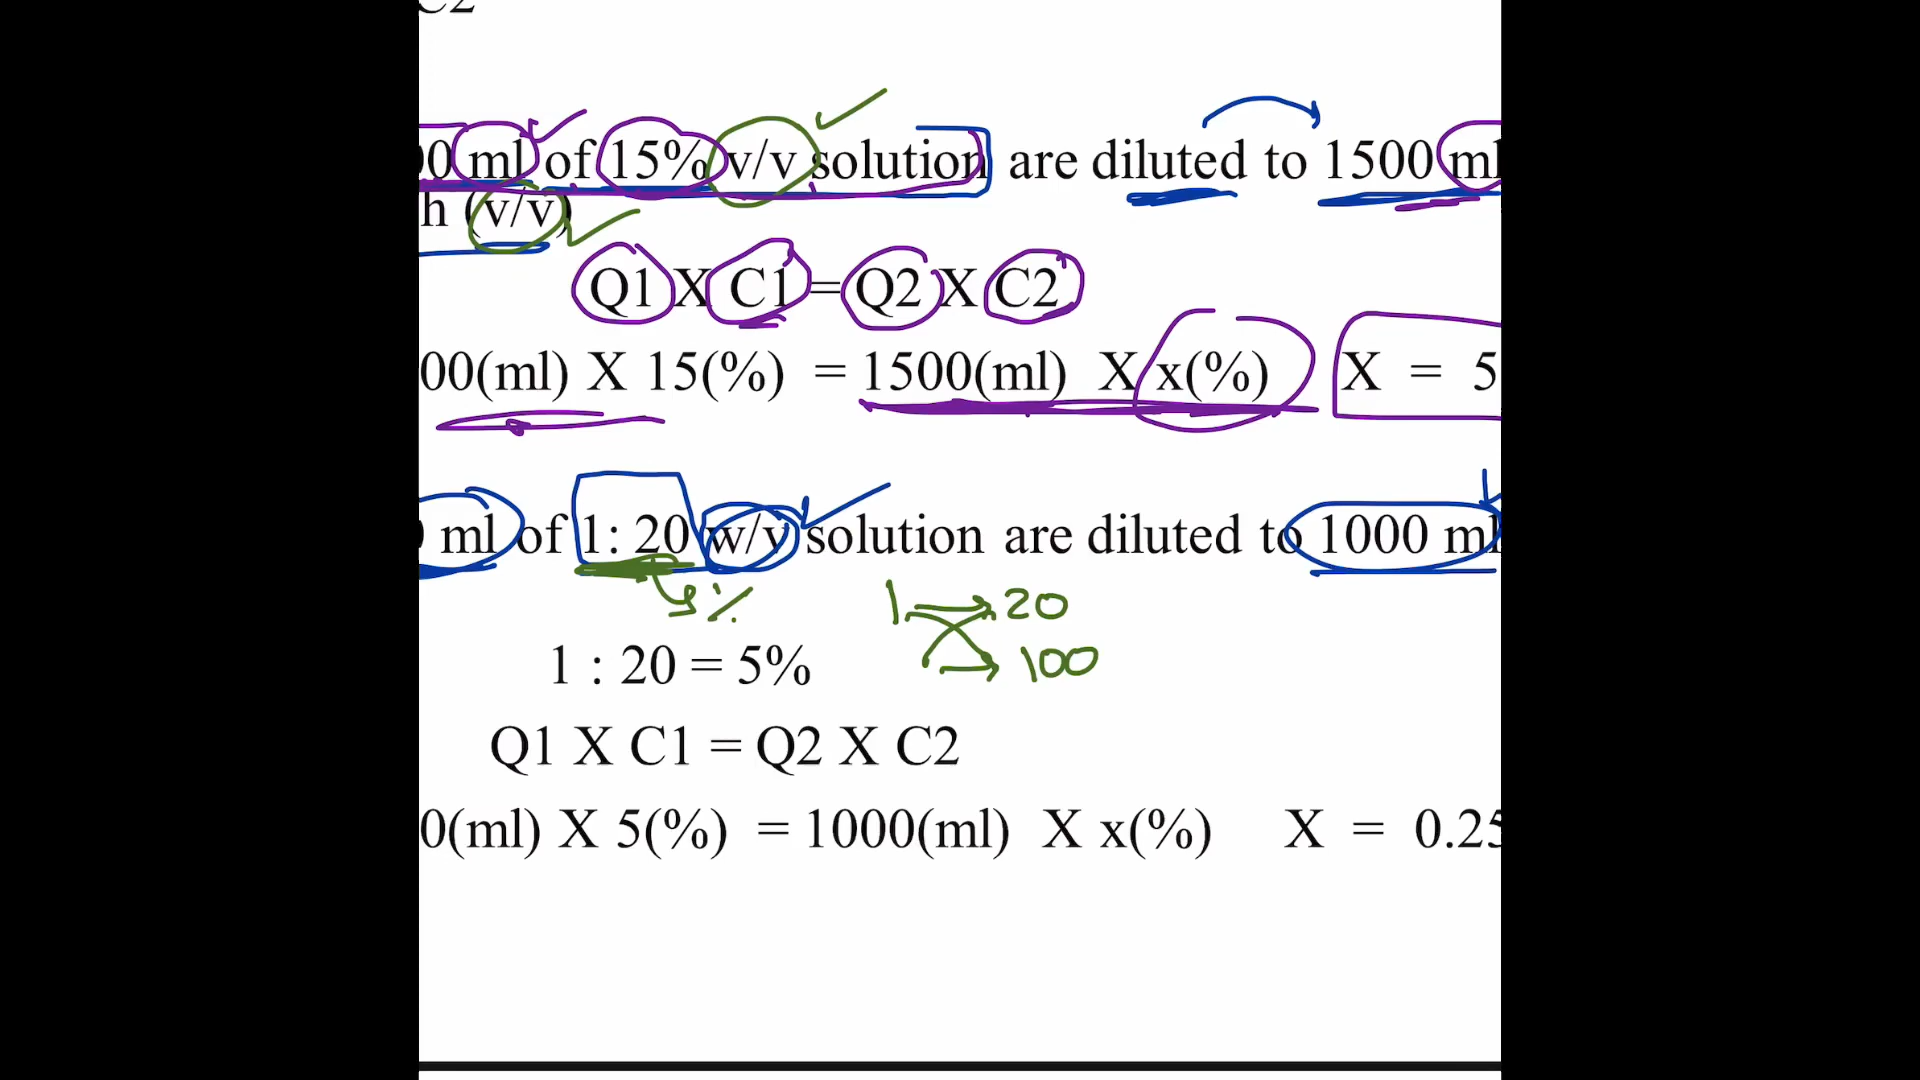 C2
00 ml of 15% v/v solution are diluted to 1500 ml
h (v/v)
Q1 X C1 = Q2 X C2
00(ml) X 15(%) = 1500(ml) X x(%) X = 5
ml of 1: 20 w/v solution are diluted to 1000 ml
5% 1 20
1 : 20 = 5% 100
Q1 X C1 = Q2 X C2
0(ml) X 5(%) = 1000(ml) X x(%) X = 0.25